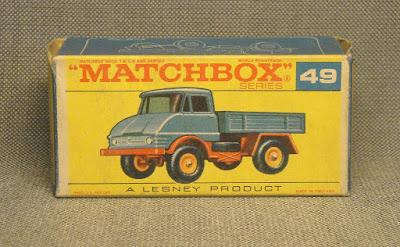 "MATCHBOX" ®
SERIES
49
A LESNEY PRODUCT